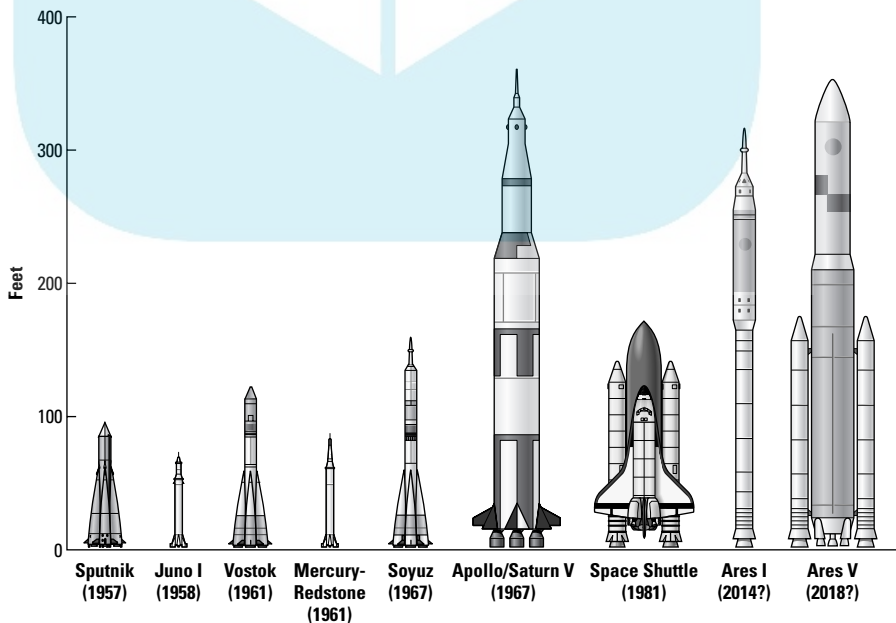 400
300
200
100
0
Feet
Sputnik
(1957)
Juno I
(1958)
Vostok
(1961)
Mercury-
Redstone
(1961)
Soyuz
(1967)
Apollo/Saturn V
(1967)
Space Shuttle
(1981)
Ares I
(2014?)
Ares V
(2018?)